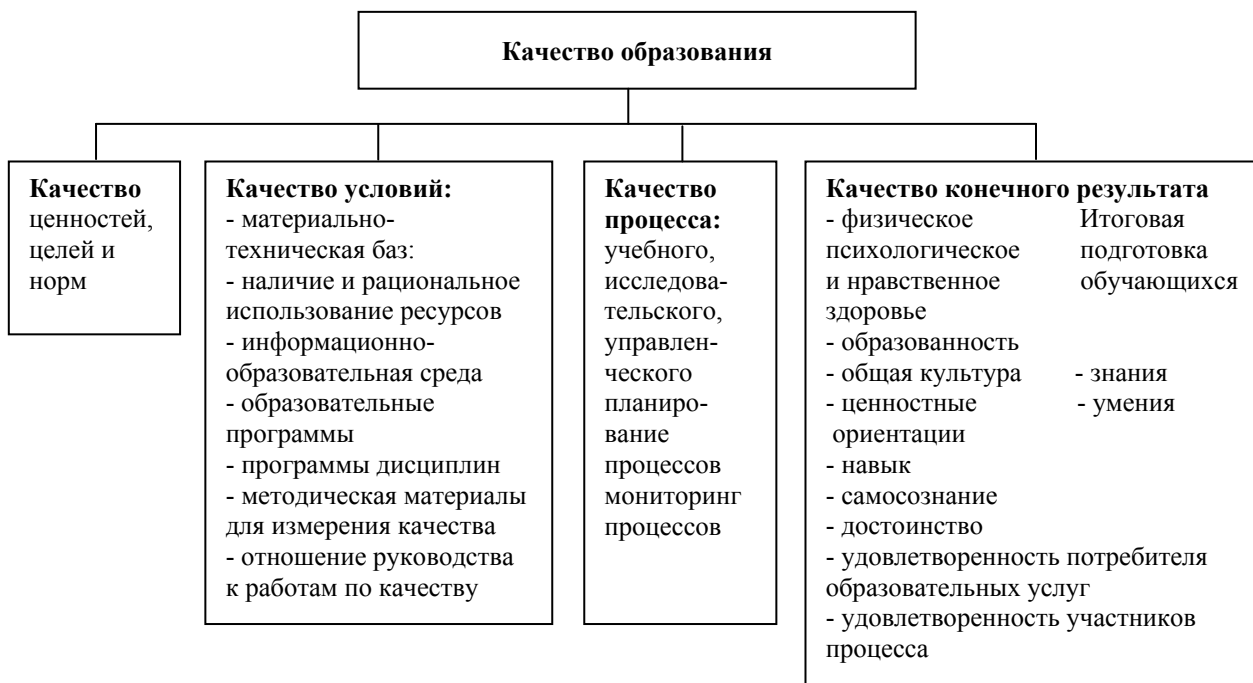 Качество образования
Качество
ценностей,
целей и
норм
Качество условий:
- материально-
техническая баз:
- наличие и рациональное
использование ресурсов
- информационно-
образовательная среда
- образовательные
программы
- программы дисциплин
- методическая материалы
для измерения качества
- отношение руководства
к работам по качеству
Качество
процесса:
учебного,
исследова-
тельского,
управлен-
ческого
планиро-
вание
процессов
мониторинг
процессов
Качество конечного результата
- физическое Итоговая
психологическое подготовка
и нравственное обучающихся
здоровье
- образованность
- общая культура - знания
- ценностные - умения
ориентации
- навык
- самосознание
- достоинство
- удовлетворенность потребителя
образовательных услуг
- удовлетворенность участников
процесса